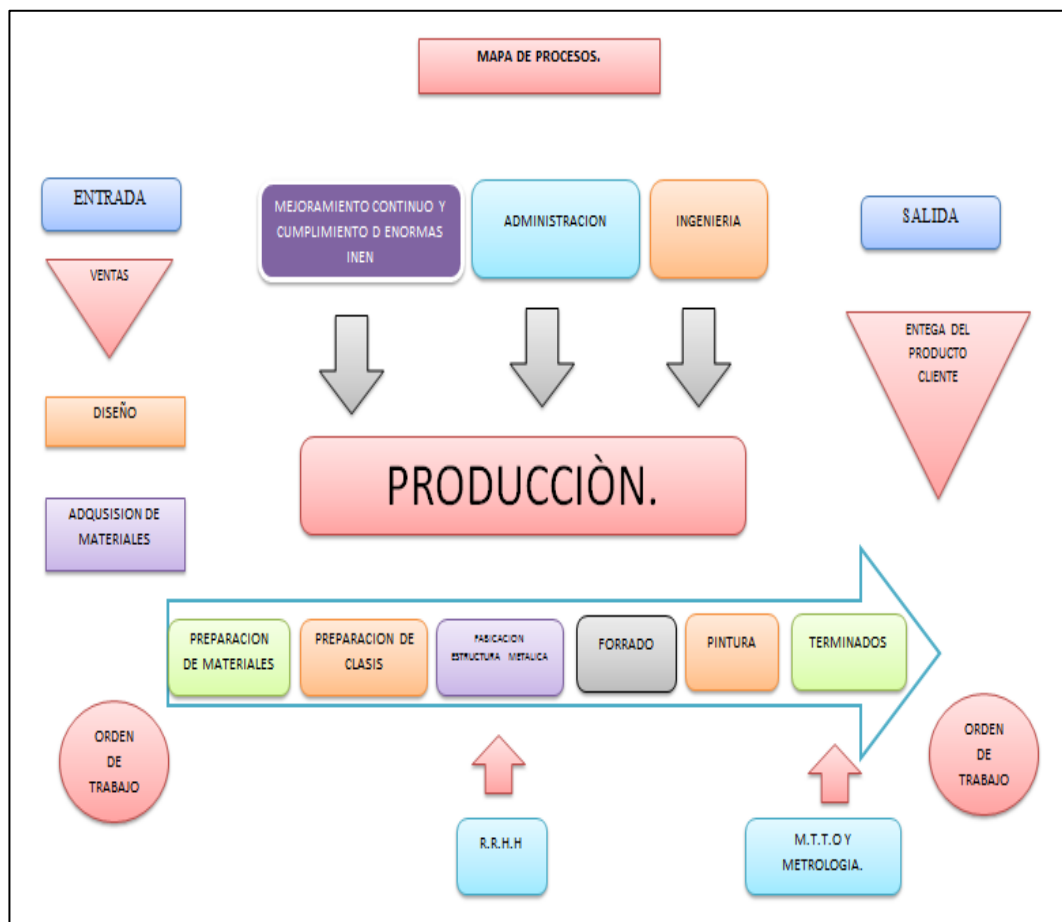 MAPA DE PROCESOS.
ENTRADA
MEJORAMIENTO CONTINUO Y
CUMPLIMIENTO D ENORMAS
INEN
ADMINISTRACION
INGENIERIA
SALIDA
VENTAS
ENTEGA DEL
PRODUCTO
CLIENTE
DISEÑO
PRODUCCIÒN.
ADQUSISION DE
MATERIALES
PREPARACION
DE MATERIALES
PREPARACION DE
CLASIS
FABICACION
ESTRUCTURA METALICA
FORRADO
PINTURA
TERMINADOS
ORDEN
DE
TRABAJO
ORDEN
DE
TRABAJO
R.R.H.H
M.T.T.O Y
METROLOGIA.